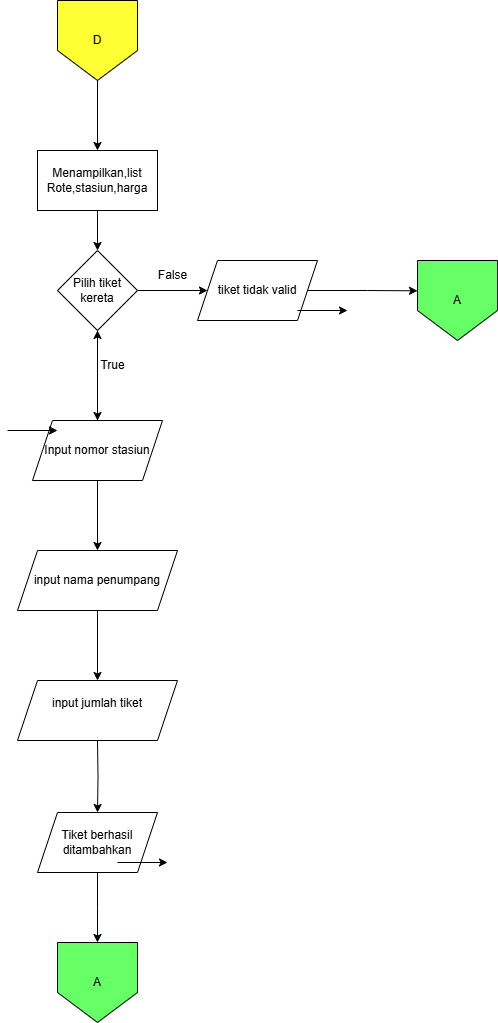 D
Menampilkan,list
Rote,stasiun,harga
Pilih tiket
kereta
False
tiket tidak valid
A
True
Input nomor stasiun
input nama penumpang
input jumlah tiket
Tiket berhasil
ditambahkan
A